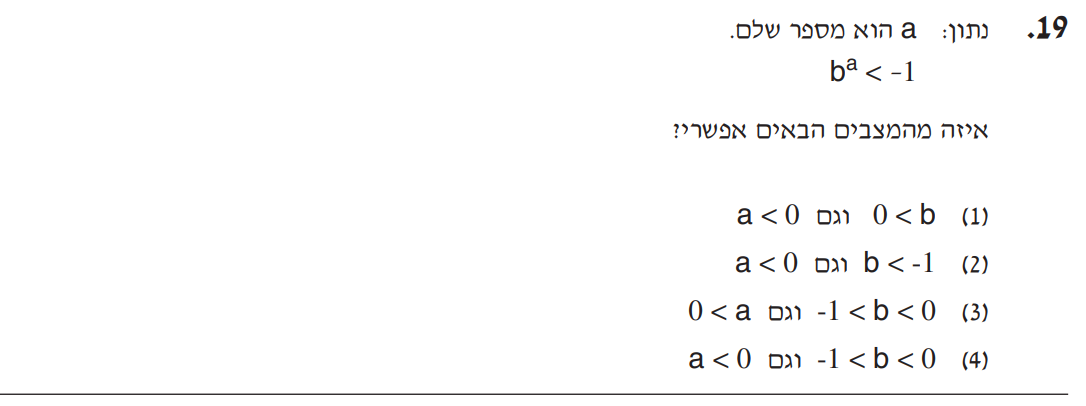 19. נתון: a הוא מספר שלם.
bᵃ < -1
איזה מהמצבים הבאים אפשרי?
(1) 0 < b וגם a < 0
(2) b < -1 וגם a < 0
(3) -1 < b < 0 וגם 0 < a
(4) -1 < b < 0 וגם a < 0